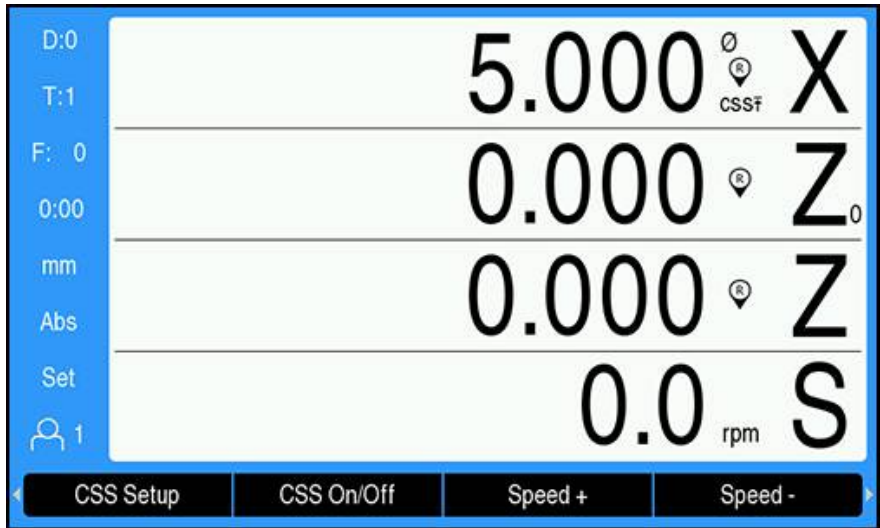 D:0
T:1
F: 0
0:00
mm
Abs
Set
1
5.000 Ø R CSS X
0.000 R Z0
0.000 R Z
0.0 rpm S
CSS Setup CSS On/Off Speed + Speed -